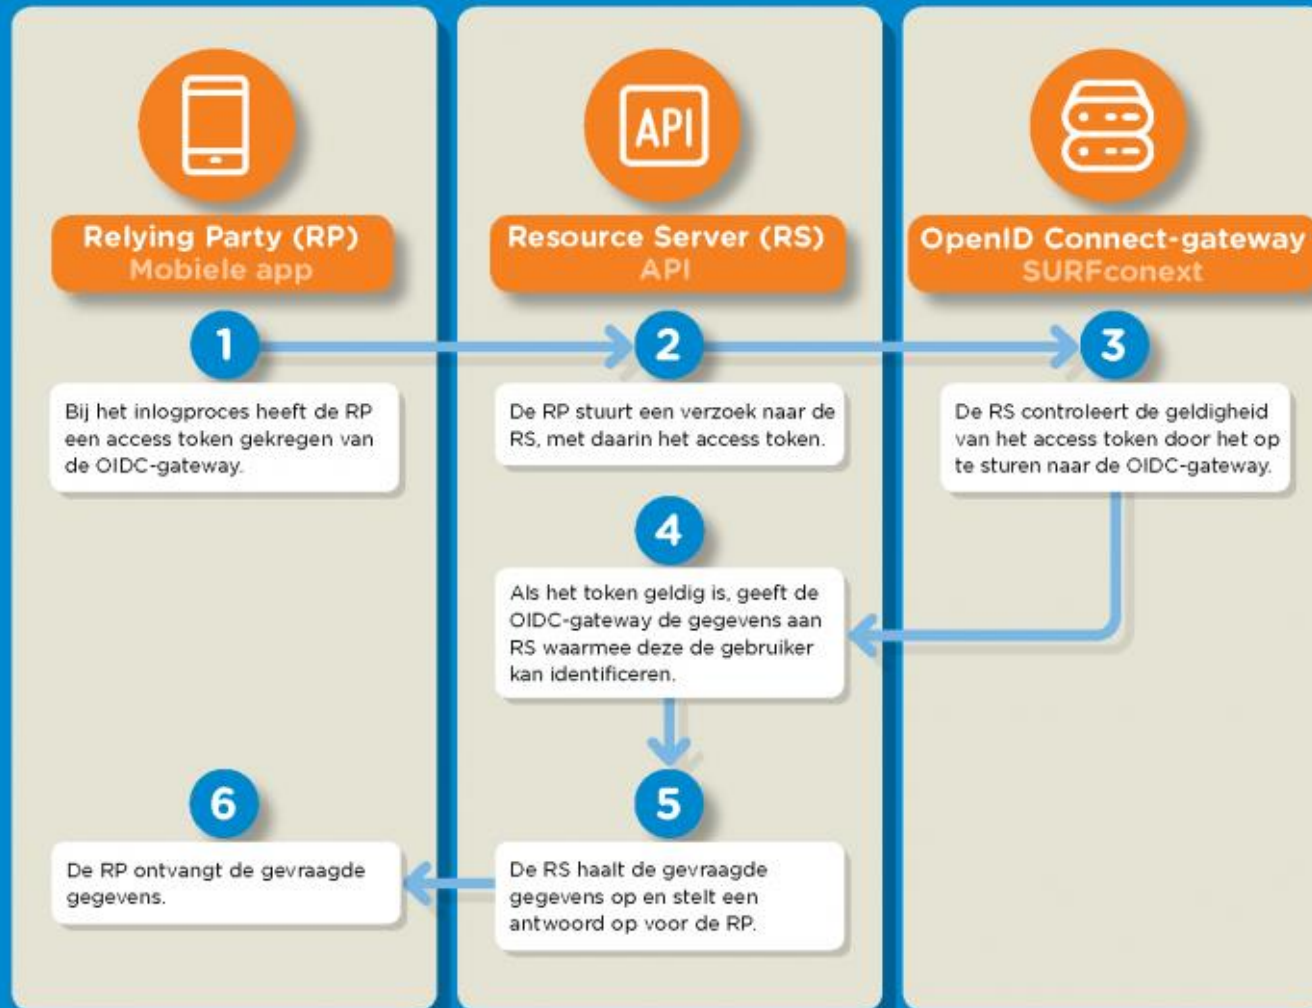 API
Relying Party (RP)
Mobiele app
Resource Server (RS)
API
OpenID Connect-gateway
SURFconext
1
2
3
Bij het inlogproces heeft de RP
een access token gekregen van
de OIDC-gateway.
De RP stuurt een verzoek naar de
RS, met daarin het access token.
De RS controleert de geldigheid
van het access token door het op
te sturen naar de OIDC-gateway.
4
Als het token geldig is, geeft de
OIDC-gateway de gegevens aan
RS waarmee deze de gebruiker
kan identificeren.
5
De RS haalt de gevraagde
gegevens op en stelt een
antwoord op voor de RP.
6
De RP ontvangt de gevraagde
gegevens.